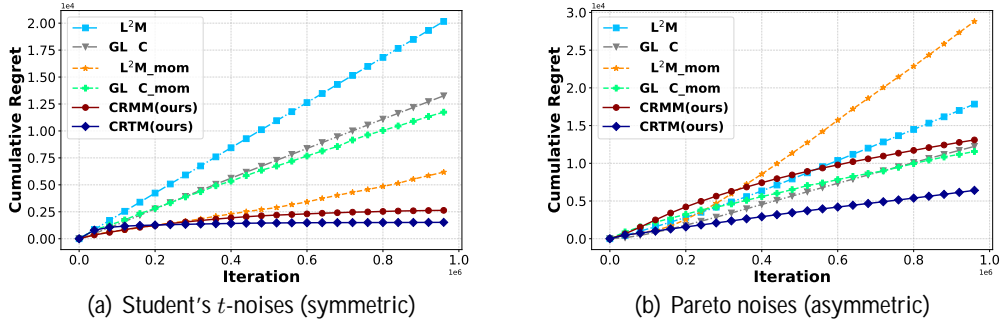 1e4
2.00
1.75
1.50
1.25
1.00
0.75
0.50
0.25
0.00
Cumulative Regret
L²M
GL C
L²M_mom
GL C_mom
CRMM(ours)
CRTM(ours)
0.0 0.2 0.4 0.6 0.8 1.0
1e6
Iteration
(a) Student's t-noises (symmetric)
1e4
3.0
2.5
2.0
1.5
1.0
0.5
0.0
Cumulative Regret
L²M
GL C
L²M_mom
GL C_mom
CRMM(ours)
CRTM(ours)
0.0 0.2 0.4 0.6 0.8 1.0
1e6
Iteration
(b) Pareto noises (asymmetric)